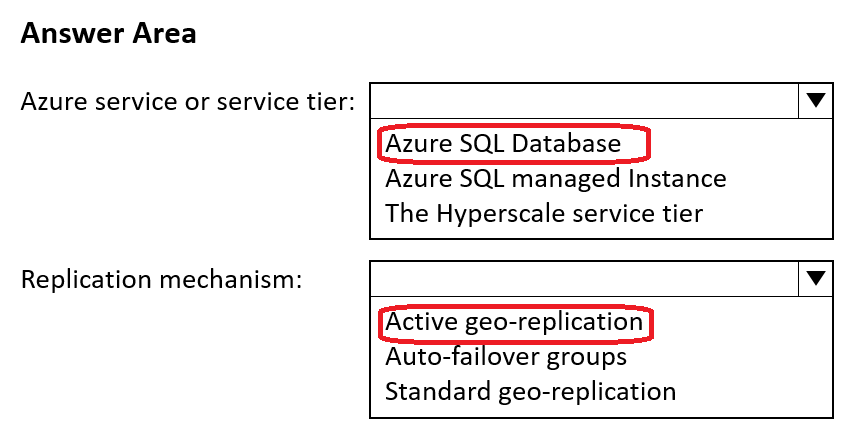 Answer Area
Azure service or service tier:
Azure SQL Database
Azure SQL managed Instance
The Hyperscale service tier
Replication mechanism:
Active geo-replication
Auto-failover groups
Standard geo-replication